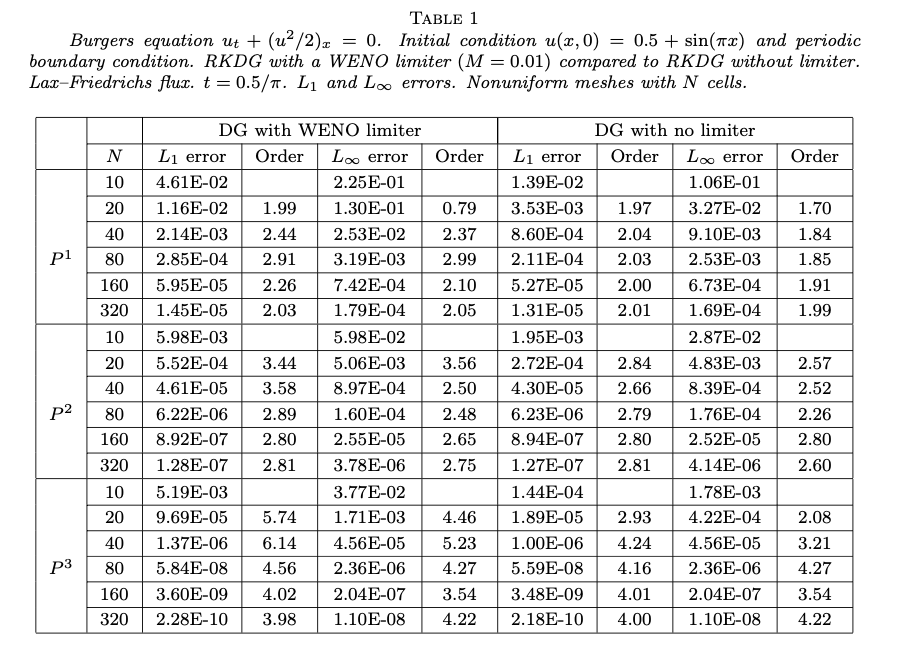 TABLE 1
Burgers equation u_t + (u²/2)_x = 0. Initial condition u(x, 0) = 0.5 + sin(πx) and periodic
boundary condition. RKDG with a WENO limiter (M = 0.01) compared to RKDG without limiter.
Lax–Friedrichs flux. t = 0.5/π. L₁ and L∞ errors. Nonuniform meshes with N cells.
DG with WENO limiter DG with no limiter
N L₁ error Order L∞ error Order L₁ error Order L∞ error Order
10 4.61E-02 2.25E-01 1.39E-02 1.06E-01
20 1.16E-02 1.99 1.30E-01 0.79 3.53E-03 1.97 3.27E-02 1.70
40 2.14E-03 2.44 2.53E-02 2.37 8.60E-04 2.04 9.10E-03 1.84
P¹ 80 2.85E-04 2.91 3.19E-03 2.99 2.11E-04 2.03 2.53E-03 1.85
160 5.95E-05 2.26 7.42E-04 2.10 5.27E-05 2.00 6.73E-04 1.91
320 1.45E-05 2.03 1.79E-04 2.05 1.31E-05 2.01 1.69E-04 1.99
10 5.98E-03 5.98E-02 1.95E-03 2.87E-02
20 5.52E-04 3.44 5.06E-03 3.56 2.72E-04 2.84 4.83E-03 2.57
40 4.61E-05 3.58 8.97E-04 2.50 4.30E-05 2.66 8.39E-04 2.52
P² 80 6.22E-06 2.89 1.60E-04 2.48 6.23E-06 2.79 1.76E-04 2.26
160 8.92E-07 2.80 2.55E-05 2.65 8.94E-07 2.80 2.52E-05 2.80
320 1.28E-07 2.81 3.78E-06 2.75 1.27E-07 2.81 4.14E-06 2.60
10 5.19E-03 3.77E-02 1.44E-04 1.78E-03
20 9.69E-05 5.74 1.71E-03 4.46 1.89E-05 2.93 4.22E-04 2.08
40 1.37E-06 6.14 4.56E-05 5.23 1.00E-06 4.24 4.56E-05 3.21
P³ 80 5.84E-08 4.56 2.36E-06 4.27 5.59E-08 4.16 2.36E-06 4.27
160 3.60E-09 4.02 2.04E-07 3.54 3.48E-09 4.01 2.04E-07 3.54
320 2.28E-10 3.98 1.10E-08 4.22 2.18E-10 4.00 1.10E-08 4.22